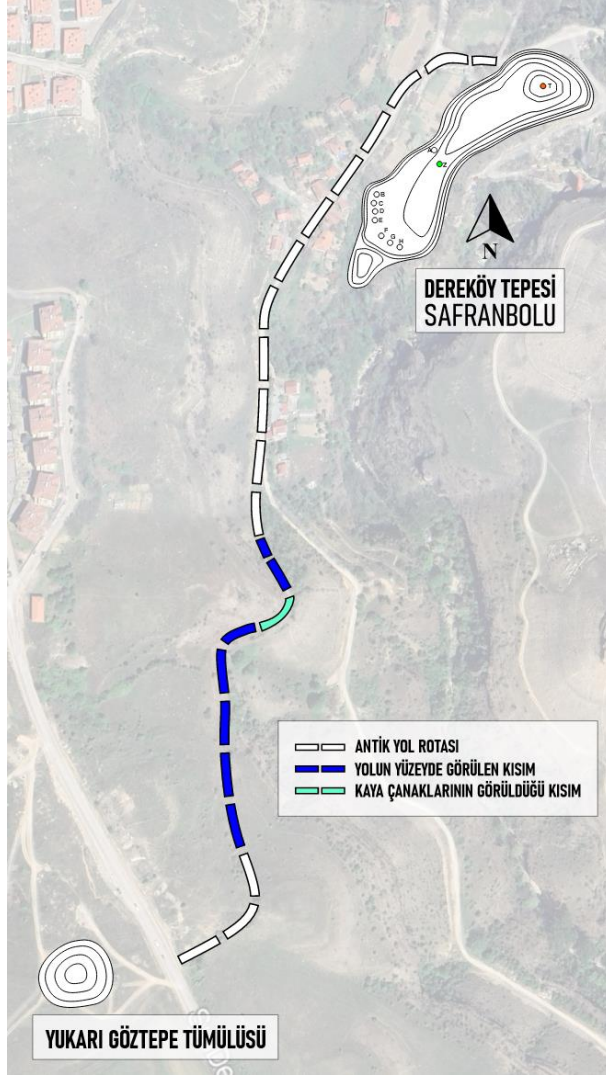 T
A
Z
B
C
D
E
F
G
H
N
DEREKÖY TEPESİ
SAFRANBOLU
ANTİK YOL ROTASI
YOLUN YÜZEYDE GÖRÜLEN KISIM
KAYA ÇANAKLARININ GÖRÜLDÜĞÜ KISIM
YUKARI GÖZTEPE TÜMÜLÜSÜ